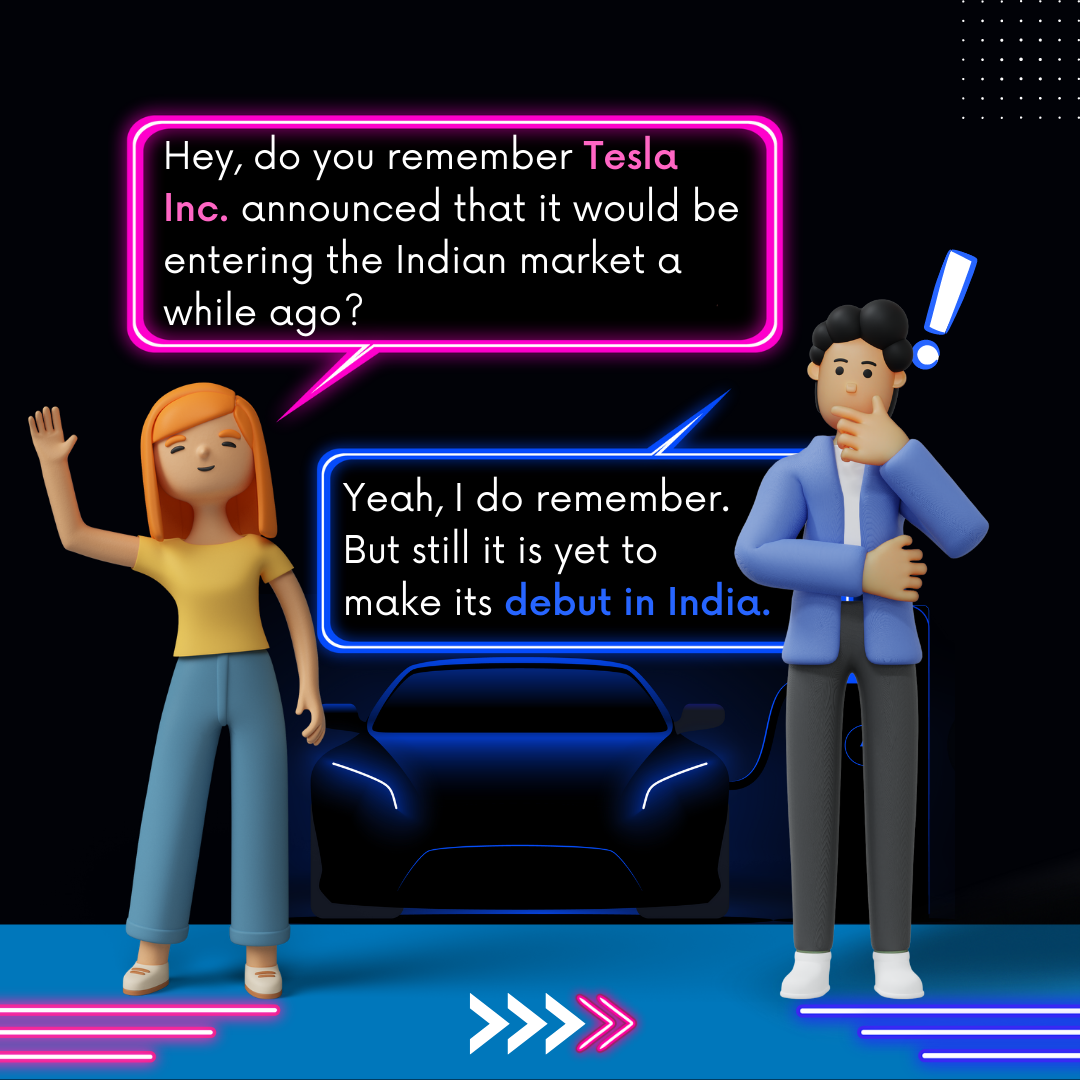 Hey, do you remember Tesla
Inc. announced that it would be
entering the Indian market a
while ago?
Yeah, I do remember.
But still it is yet to
make its debut in India.